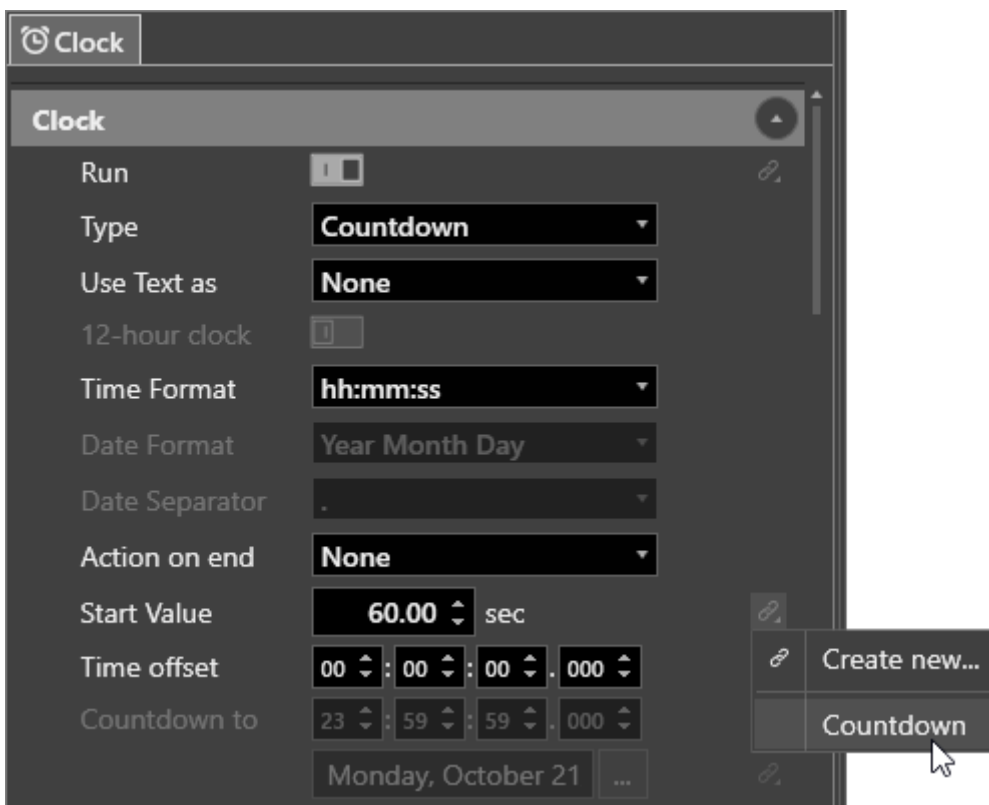 Clock
Clock
Run
Type Countdown
Use Text as None
12-hour clock
Time Format hh:mm:ss
Date Format Year Month Day
Date Separator .
Action on end None
Start Value 60.00 sec
Time offset 00 : 00 : 00 . 000
Create new...
Countdown to 23 : 59 : 59 . 000
Countdown
Monday, October 21 ...